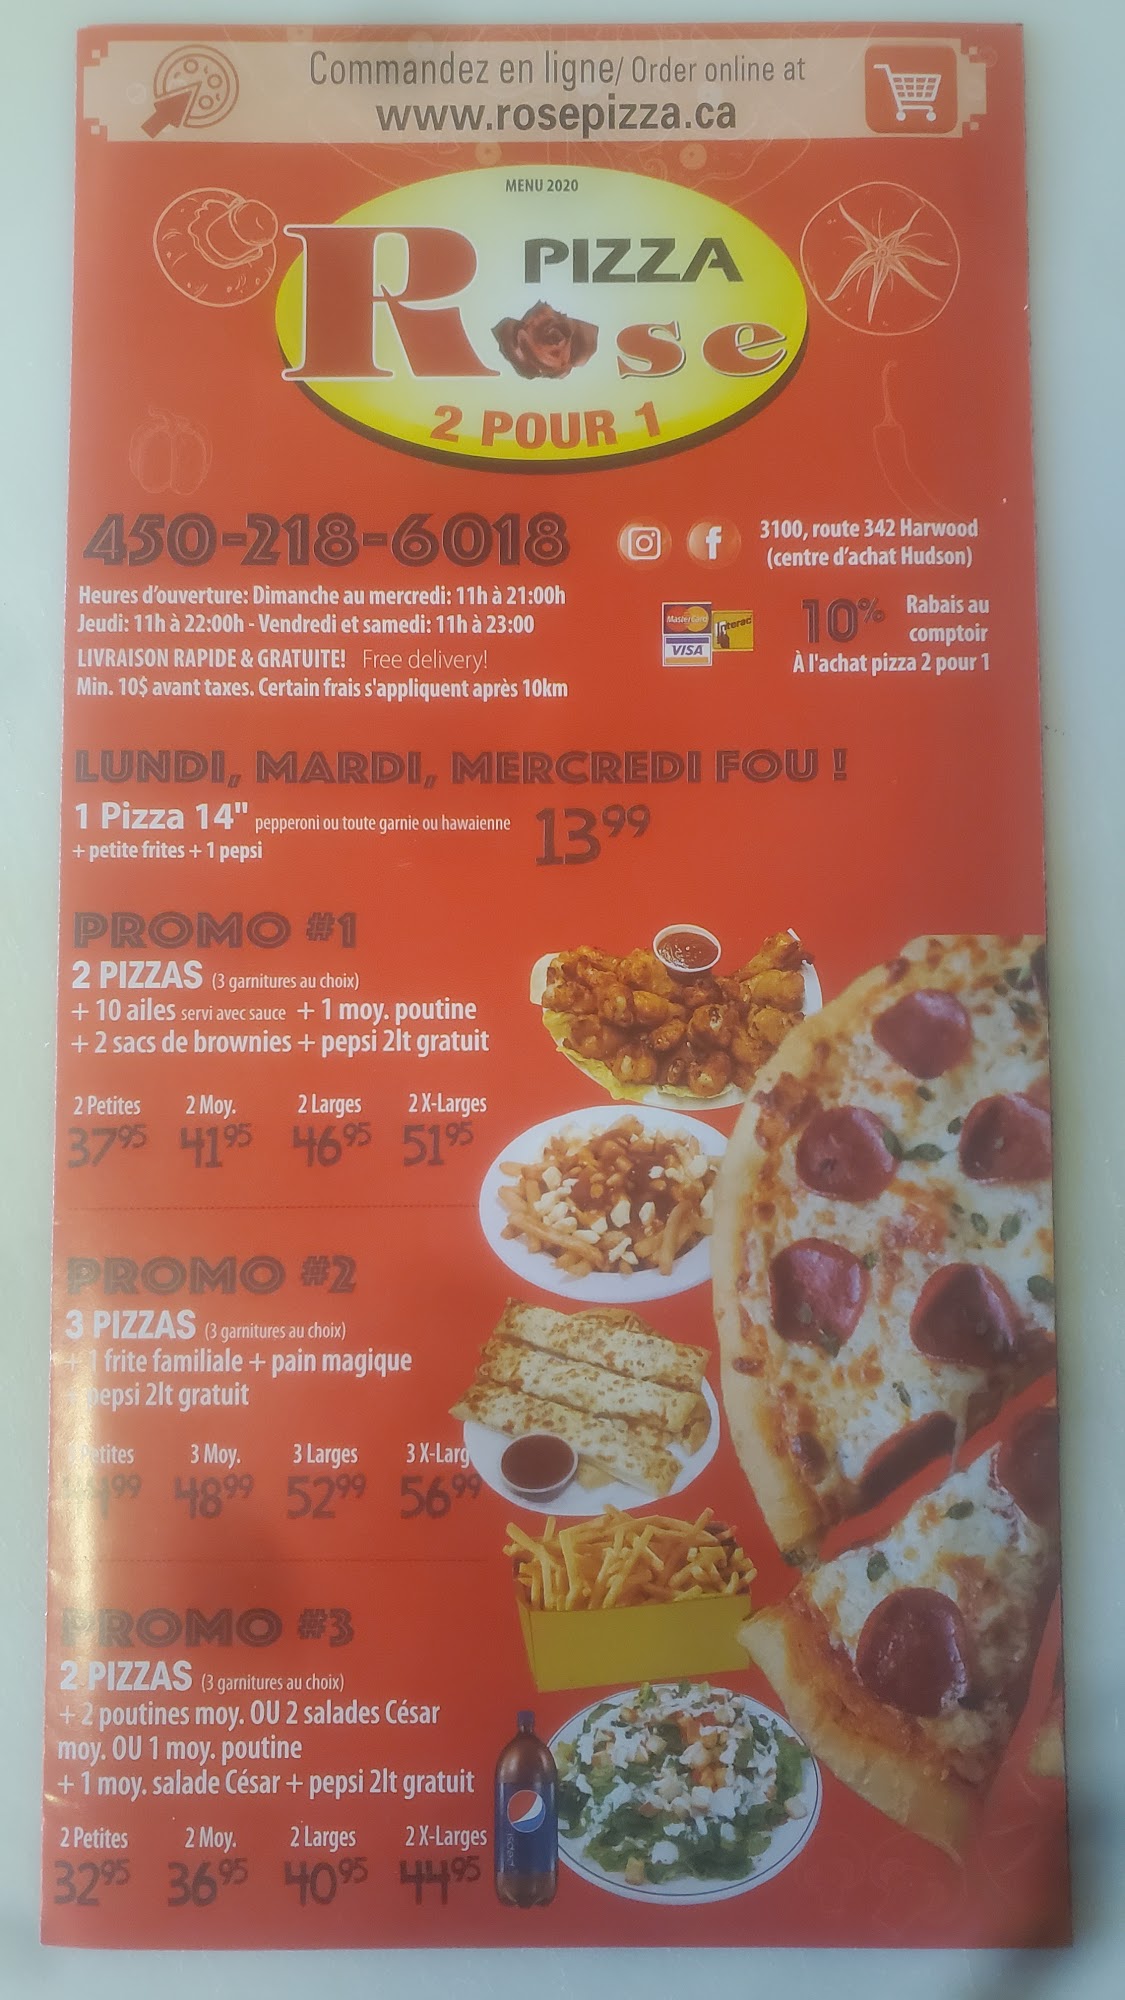 Commandez en ligne/ Order online at
www.rosepizza.ca
MENU 2020
PIZZA
Rose
2 POUR 1
450-218-6018
3100, route 342 Harwood
(centre d'achat Hudson)
Heures d'ouverture: Dimanche au mercredi: 11h à 21:00h
Jeudi: 11h à 22:00h - Vendredi et samedi: 11h à 23:00
LIVRAISON RAPIDE & GRATUITE! Free delivery!
Min. 10$ avant taxes. Certain frais s'appliquent après 10km
MasterCard
VISA
Interac
10% Rabais au
comptoir
À l'achat pizza 2 pour 1
LUNDI, MARDI, MERCREDI FOU !
1 Pizza 14" pepperoni ou toute garnie ou hawaienne 13 99
+ petite frites + 1 pepsi
PROMO #1
2 PIZZAS (3 garnitures au choix)
+ 10 ailes servi avec sauce + 1 moy. poutine
+ 2 sacs de brownies + pepsi 2lt gratuit
2 Petites 2 Moy. 2 Larges 2 X-Larges
37 95 41 95 46 95 51 95
PROMO #2
3 PIZZAS (3 garnitures au choix)
+ 1 frite familiale + pain magique
+ pepsi 2lt gratuit
Petites 3 Moy. 3 Larges 3 X-Larg
99 48 99 52 99 56 99
PROMO #3
2 PIZZAS (3 garnitures au choix)
+ 2 poutines moy. OU 2 salades César
moy. OU 1 moy. poutine
+ 1 moy. salade César + pepsi 2lt gratuit
2 Petites 2 Moy. 2 Larges 2 X-Larges
32 95 36 95 40 95 44 95
pepsi